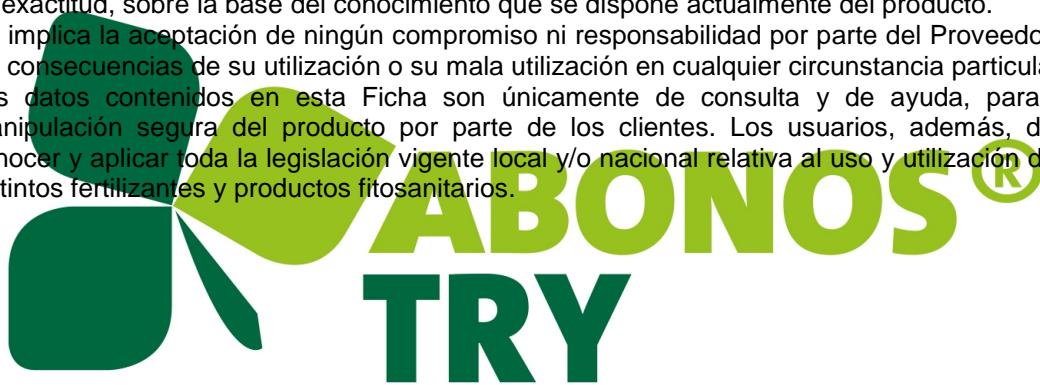 exactitud, sobre la base del conocimiento que se dispone actualmente del producto.
implica la aceptación de ningún compromiso ni responsabilidad por parte del Proveedo
consecuencias de su utilización o su mala utilización en cualquier circunstancia particula
s datos contenidos en esta Ficha son únicamente de consulta y de ayuda, para
anipulación segura del producto por parte de los clientes. Los usuarios, además, d
nocer y aplicar toda la legislación vigente local y/o nacional relativa al uso y utilización d
tintos fertilizantes y productos fitosanitarios.
ABONOS®
TRY